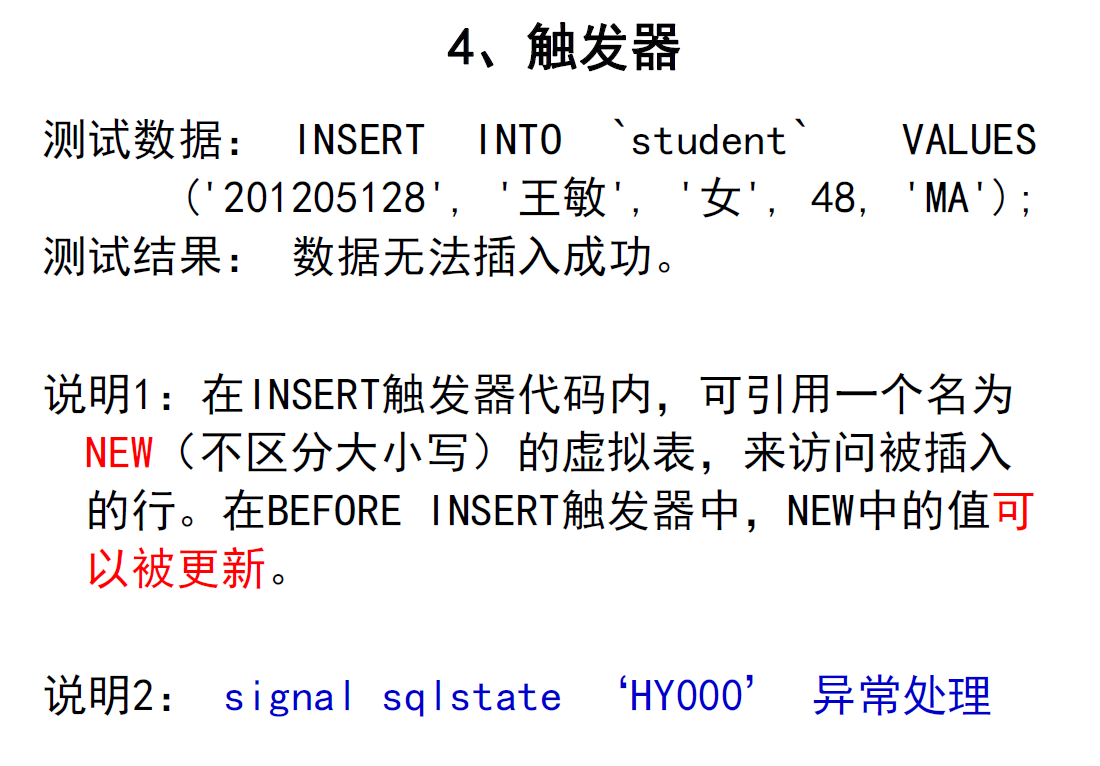 4、触发器
测试数据： INSERT INTO `student` VALUES
('201205128', '王敏', '女', 48, 'MA');
测试结果： 数据无法插入成功。
说明1：在INSERT触发器代码内，可引用一个名为
NEW（不区分大小写）的虚拟表，来访问被插入
的行。在BEFORE INSERT触发器中，NEW中的值可
以被更新。
说明2： signal sqlstate ‘HY000’ 异常处理